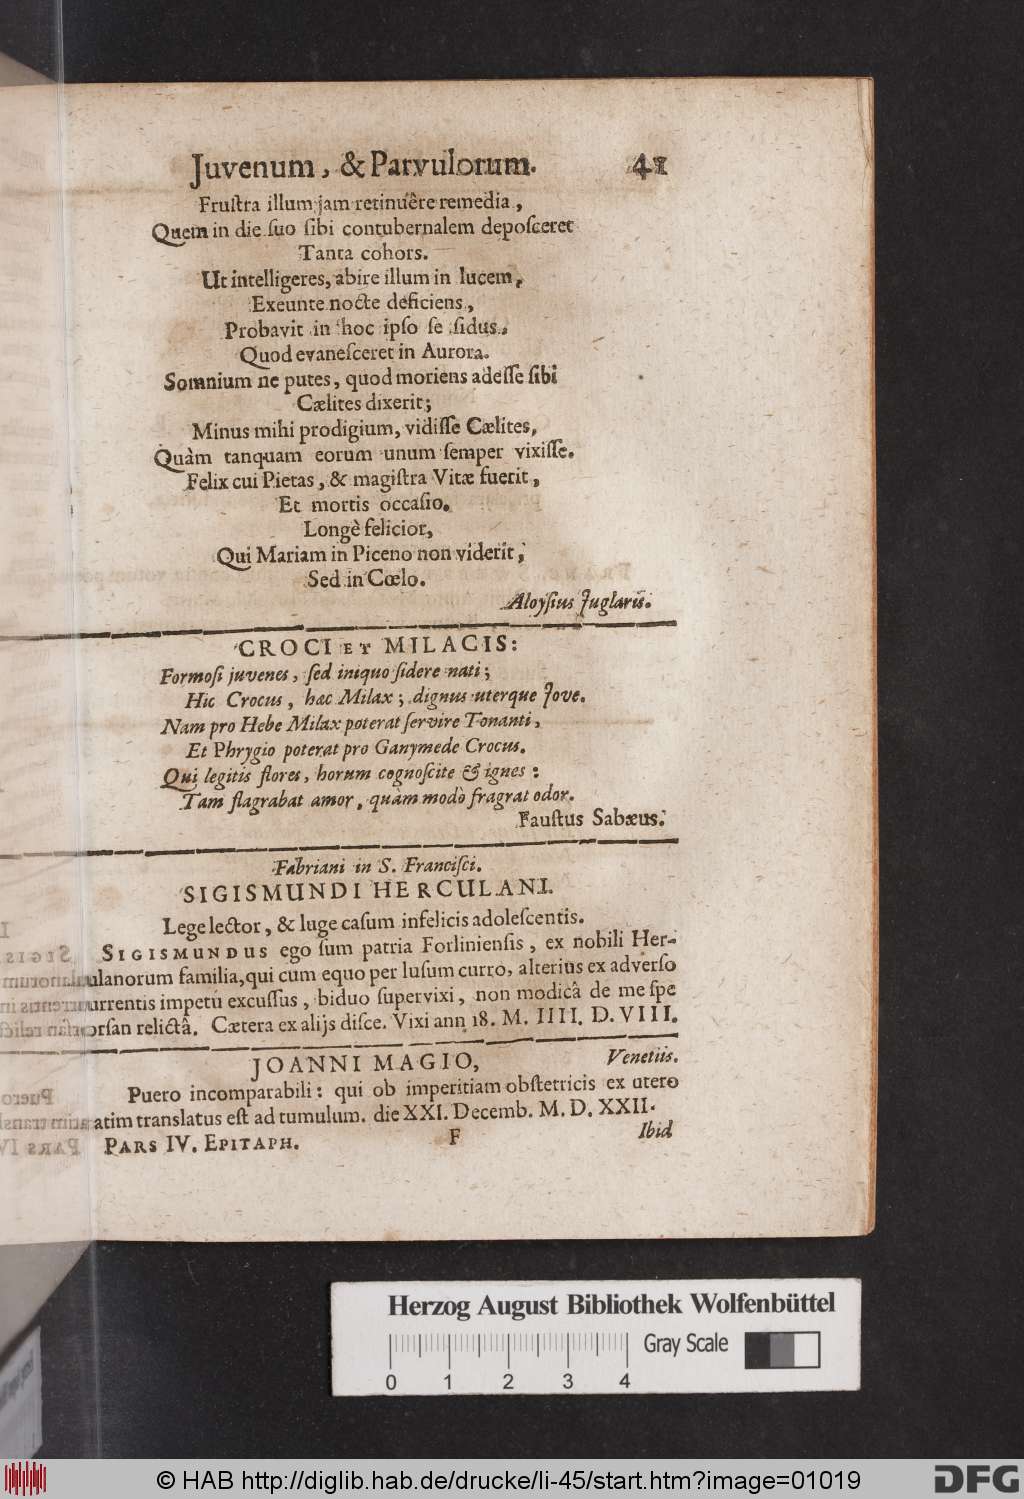 Juvenum, & Parvulorum. 41
Frustra illum jam retinuêre remedia,
Quem in die suo sibi contubernalem deposceret
Tanta cohors.
Ut intelligeres, abire illum in lucem,
Exeunte nocte deficiens,
Probavit in hoc ipso se sidus,
Quod evanesceret in Aurora.
Somnium ne putes, quod moriens adesse sibi
Cælites dixerit;
Minus mihi prodigium, vidisse Cælites,
Quàm tanquam eorum unum semper vixisse.
Felix cui Pietas, & magistra Vitæ fuerit,
Et mortis occasio.
Longè felicior,
Qui Mariam in Piceno non viderit,
Sed in Cœlo.
Aloysius Juglaris.
CROCI ET MILACIS:
Formosi juvenes, sed iniquo sidere nati;
Hic Crocus, hac Milax; dignus uterque Jove.
Nam pro Hebe Milax poterat servire Tonanti,
Et Phrygio poterat pro Ganymede Crocus.
Qui legitis flores, horum cognoscite & ignes:
Tam flagrabat amor, quàm modò fragrat odor.
Faustus Sabæus.
Fabriani in S. Francisci.
SIGISMUNDI HERCULANI.
Lege lector, & luge casum infelicis adolescentis.
SIGISMUNDUS ego sum patria Forliniensis, ex nobili Her-
ulanorum familia, qui cum equo per lusum curro, alterius ex adverso
urrentis impetu excussus, biduo supervixi, non modicâ de me spe
orsan relictâ. Cætera ex alijs disce. Vixi ann 18. M. IIII. D. VIII.
JOANNI MAGIO, Venetiis.
Puero incomparabili: qui ob imperitiam obstetricis ex utero
atim translatus est ad tumulum. die XXI. Decemb. M. D. XXII.
PARS IV. EPITAPH. F Ibid
Herzog August Bibliothek Wolfenbüttel
Gray Scale
0 1 2 3 4
© HAB http://diglib.hab.de/drucke/li-45/start.htm?image=01019
DFG